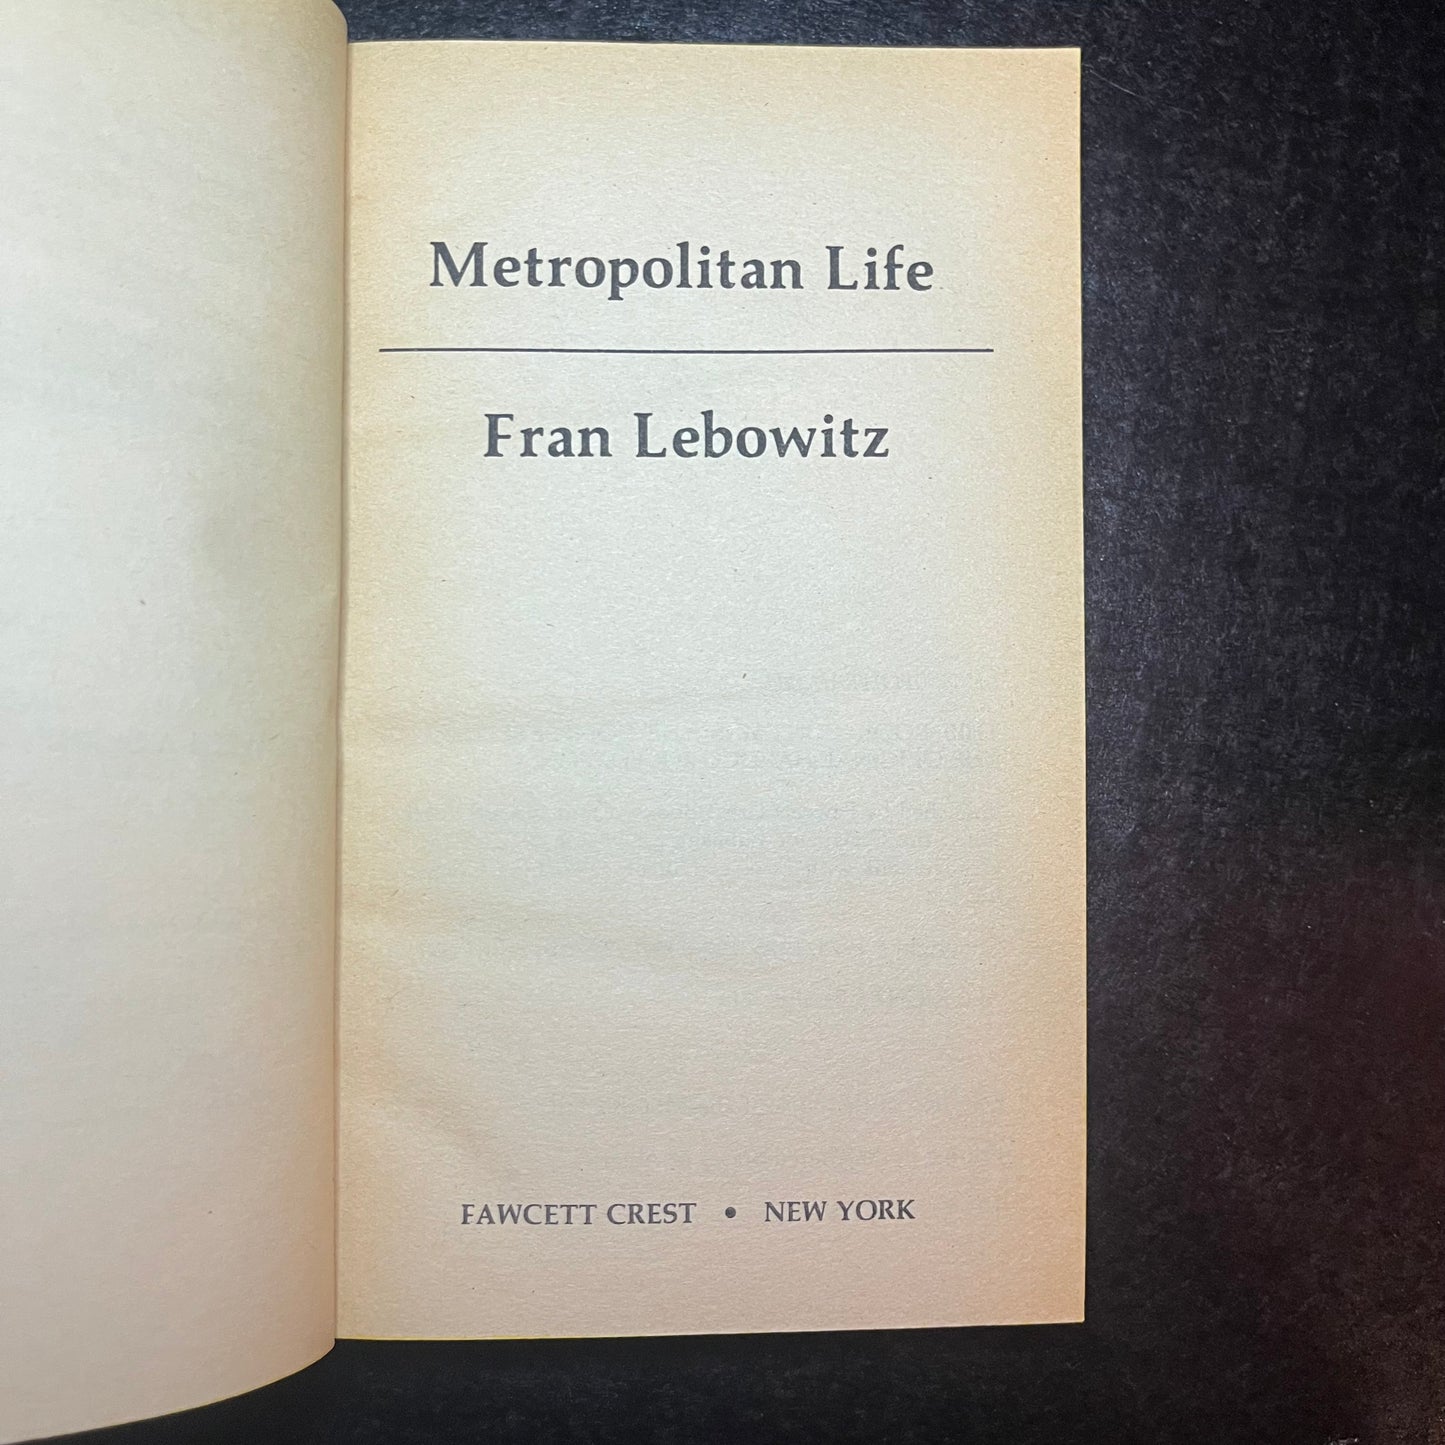 Metropolitan Life
Fran Lebowitz
FAWCETT CREST • NEW YORK